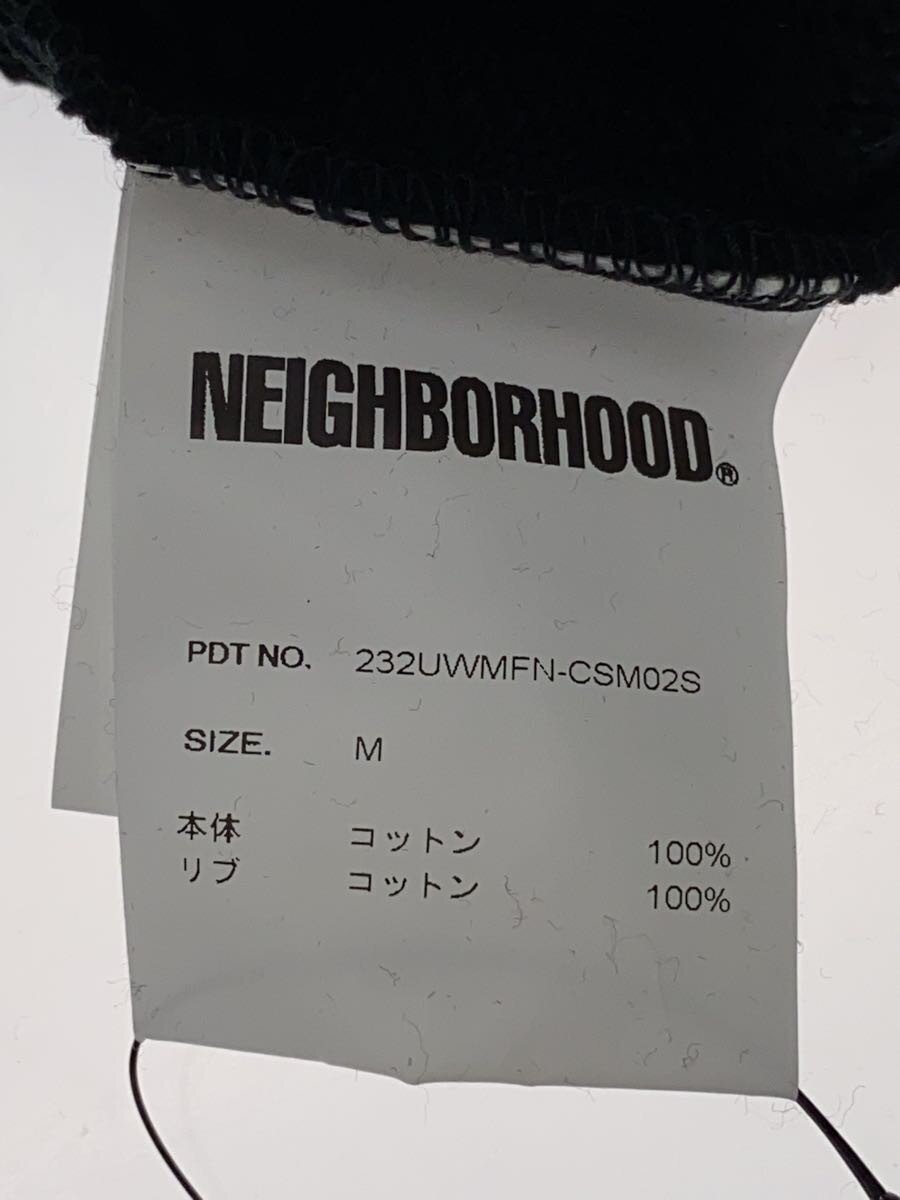 NEIGHBORHOOD®
PDT NO. 232UWMFN-CSM02S
SIZE. M
本体 コットン 100%
リブ コットン 100%